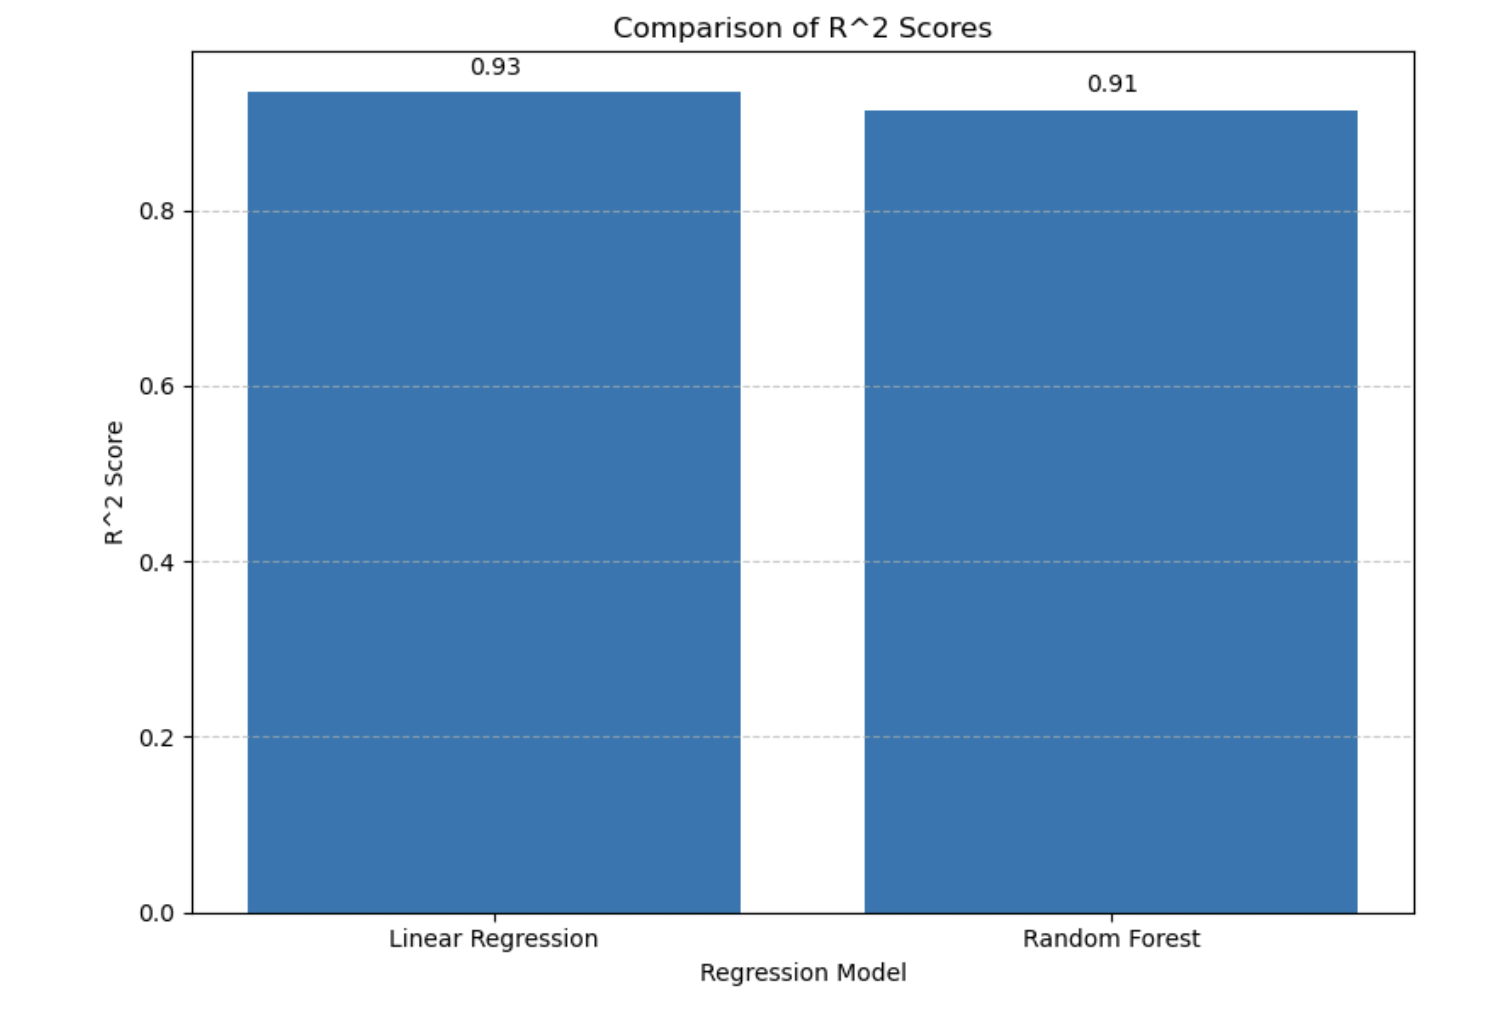 Comparison of R^2 Scores
0.93
0.91
0.8
0.6
0.4
0.2
0.0
R^2 Score
Linear Regression
Random Forest
Regression Model